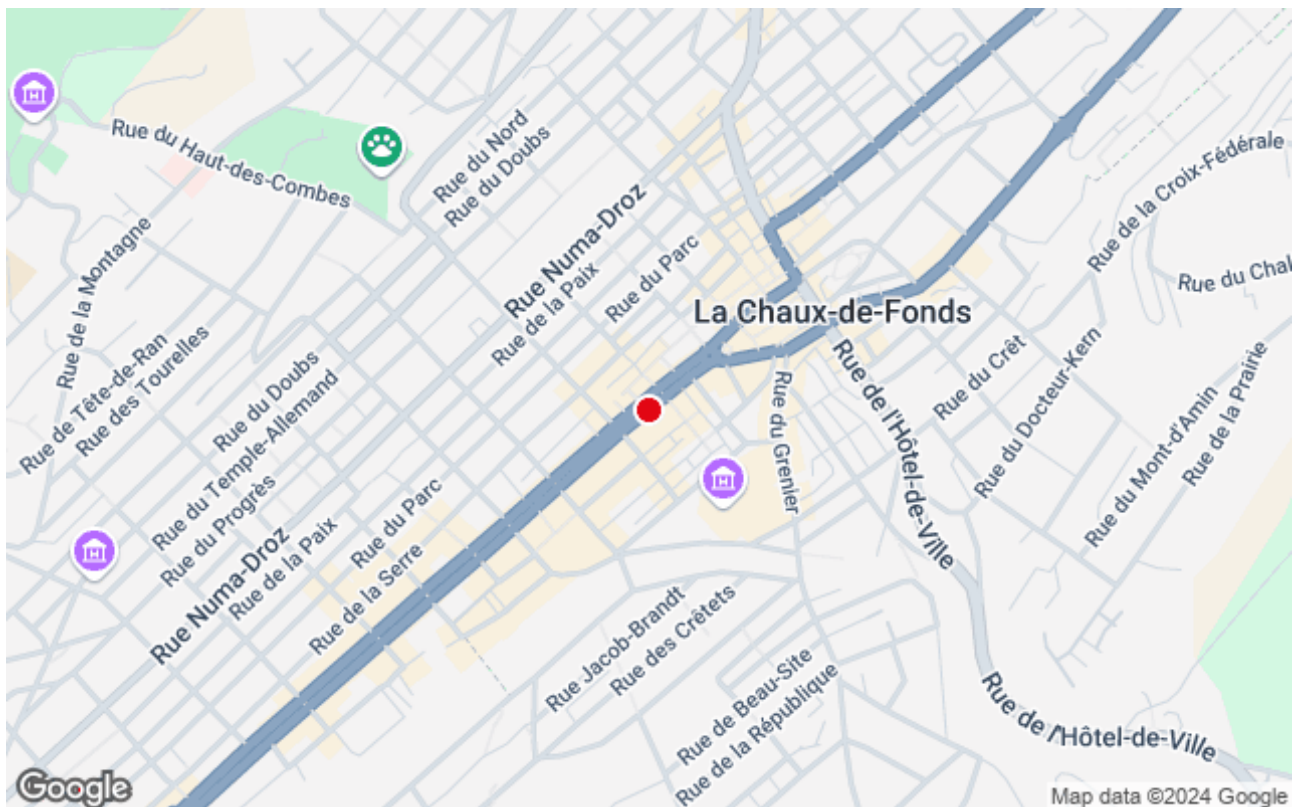 Rue du Haut-des-Combes
Rue du Nord
Rue du Doubs
Rue de la Croix-Fédérale
Rue de la Montagne
Rue Numa-Droz
Rue du Parc
Rue de la Paix
Rue du Chal
La Chaux-de-Fonds
Rue de Tête-de-Ran
Rue des Tourelles
Rue du Doubs
Rue du Temple-Allemand
Rue du Progrès
Rue de l'Hôtel-de-Ville
Rue du Crêt
Rue du Docteur-Kern
Rue du Mont-d'Amin
Rue de la Prairie
Rue du Grenier
Rue du Parc
Rue de la Paix
Rue Numa-Droz
Rue de la Serre
Rue Jacob-Brandt
Rue des Crêtets
Rue de Beau-Site
Rue de la République
Rue de l'Hôtel-de-Ville
Google
Map data ©2024 Google